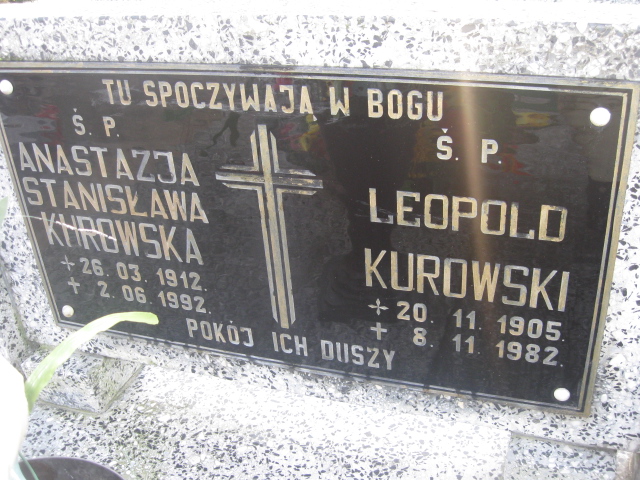 TU SPOCZYWAJĄ W BOGU
Ś. P.
ANASTAZJA
STANISŁAWA
KUROWSKA
26. 03. 1912.
+ 2. 06. 1992.
Ś. P.
LEOPOLD
KUROWSKI
20. 11. 1905.
+ 8. 11. 1982.
POKÓJ ICH DUSZY